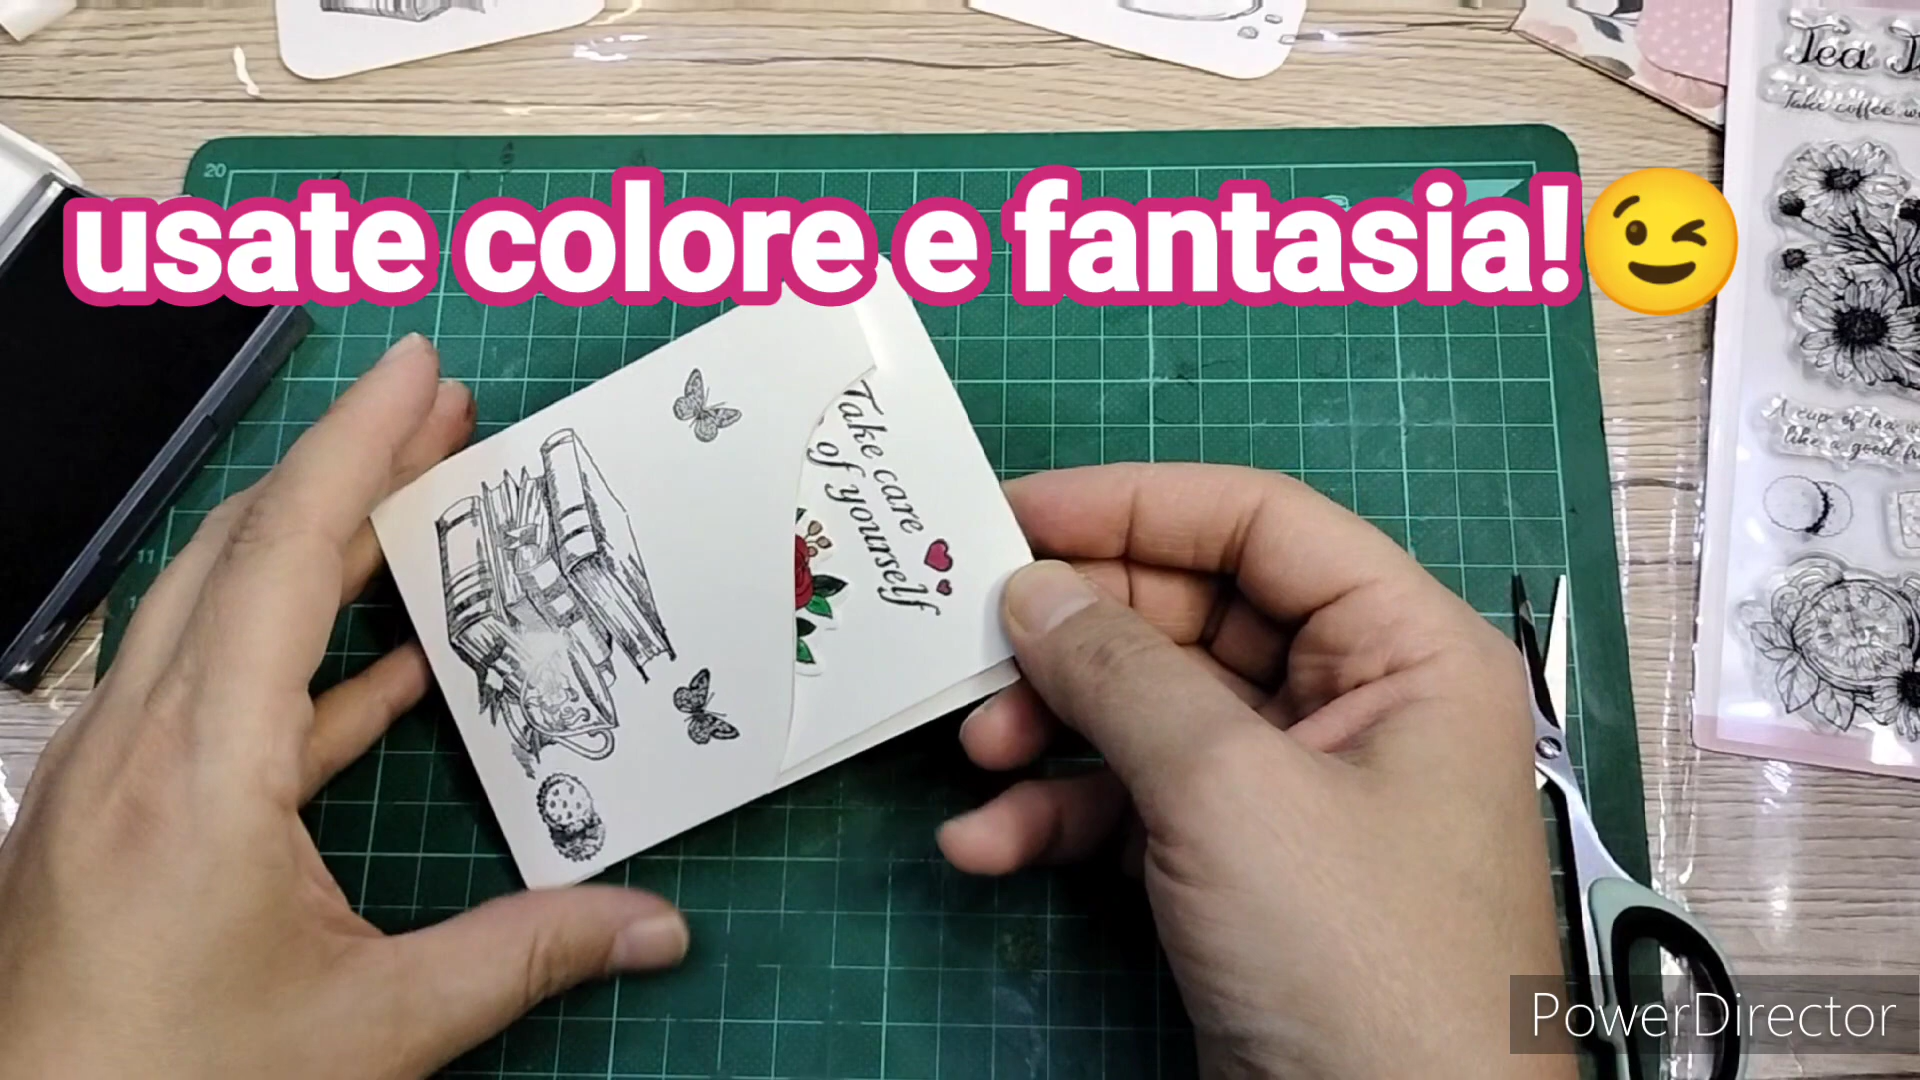 Tea
Take coffee
20
usate colore e fantasia!😉
Take care
of yourself
A cup of tea
like a good
11
PowerDirector